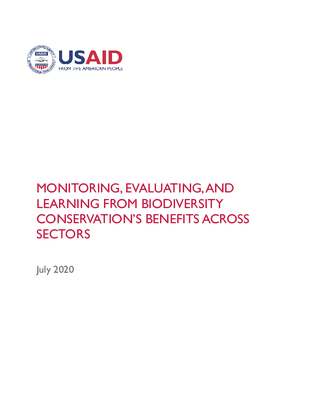 USAID
FROM THE AMERICAN PEOPLE
MONITORING, EVALUATING, AND
LEARNING FROM BIODIVERSITY
CONSERVATION'S BENEFITS ACROSS
SECTORS
July 2020